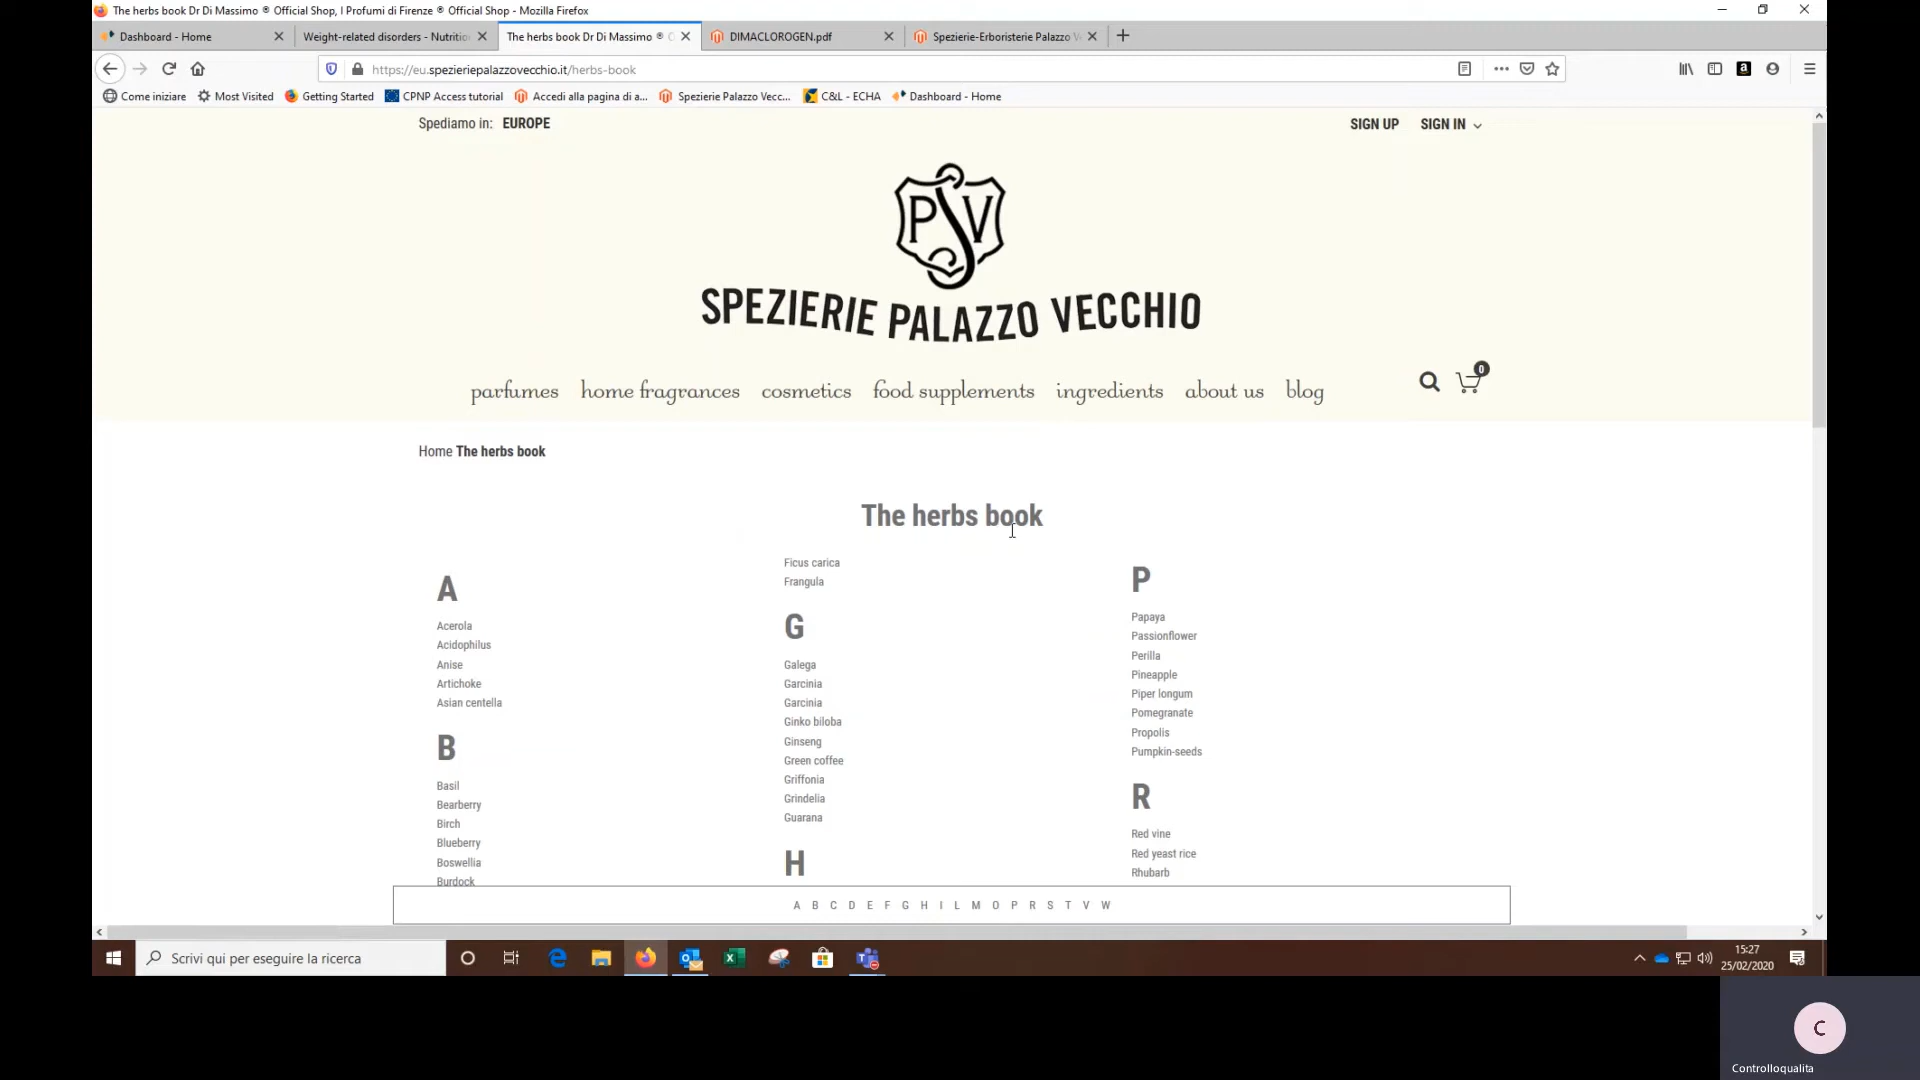 The herbs book Dr Di Massimo ® Official Shop, I Profumi di Firenze ® Official Shop - Mozilla Firefox
Dashboard - Home
Weight-related disorders - Nutritio
The herbs book Dr Di Massimo ®
DIMACLOROGEN.pdf
Spezierie-Erboristerie Palazzo V
https://eu.spezieriepalazzovecchio.it/herbs-book
Come iniziare
Most Visited
Getting Started
CPNP Access tutorial
Accedi alla pagina di a...
Spezierie Palazzo Vecc...
C&L - ECHA
Dashboard - Home
Spediamo in: EUROPE
SIGN UP
SIGN IN
PSV
SPEZIERIE PALAZZO VECCHIO
parfumes
home fragrances
cosmetics
food supplements
ingredients
about us
blog
0
Home The herbs book
The herbs book
A
Acerola
Acidophilus
Anise
Artichoke
Asian centella
B
Basil
Bearberry
Birch
Blueberry
Boswellia
Burdock
Ficus carica
Frangula
G
Galega
Garcinia
Garcinia
Ginko biloba
Ginseng
Green coffee
Griffonia
Grindelia
Guarana
H
P
Papaya
Passionflower
Perilla
Pineapple
Piper longum
Pomegranate
Propolis
Pumpkin-seeds
R
Red vine
Red yeast rice
Rhubarb
A B C D E F G H I L M O P R S T V W
Scrivi qui per eseguire la ricerca
15:27
25/02/2020
C
Controlloqualita